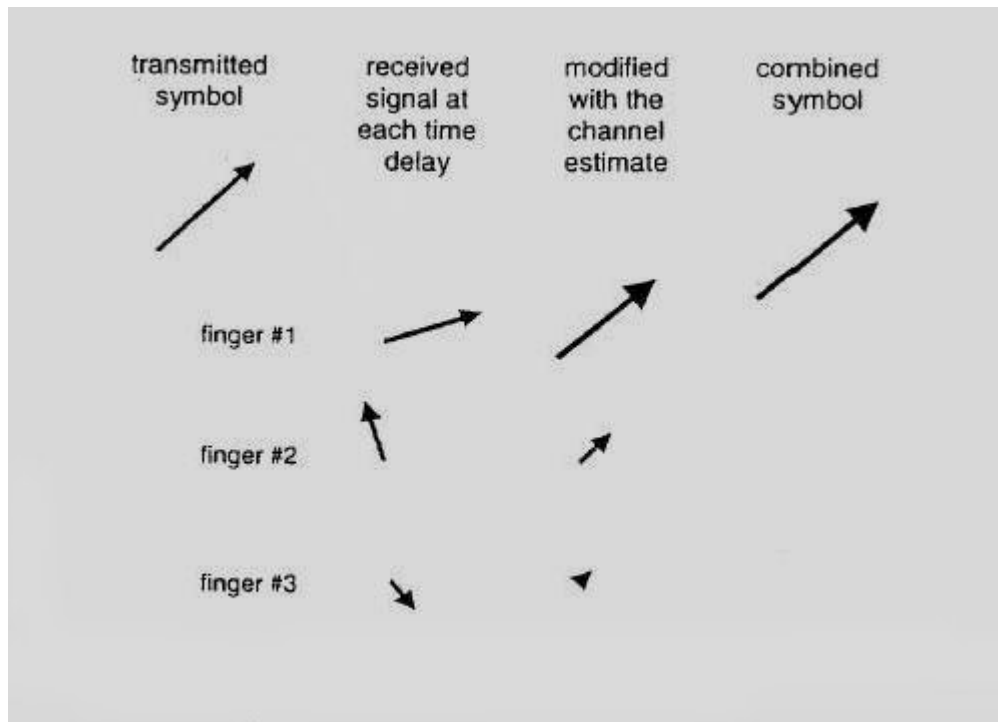 transmitted
symbol
received
signal at
each time
delay
modified
with the
channel
estimate
combined
symbol
finger #1
finger #2
finger #3